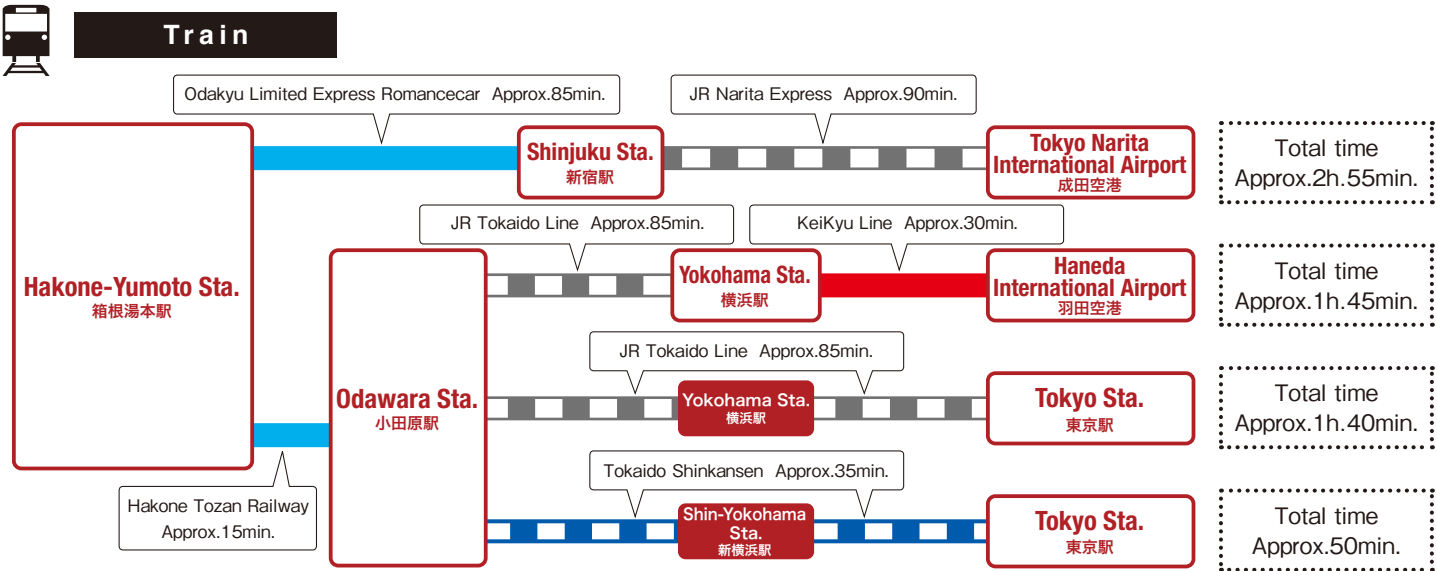 Train
Odakyu Limited Express Romancecar Approx.85min.
JR Narita Express Approx.90min.
Hakone-Yumoto Sta.
箱根湯本駅
Shinjuku Sta.
新宿駅
Tokyo Narita
International Airport
成田空港
Total time
Approx.2h.55min.
JR Tokaido Line Approx.85min.
KeiKyu Line Approx.30min.
Odawara Sta.
小田原駅
Yokohama Sta.
横浜駅
Haneda
International Airport
羽田空港
Total time
Approx.1h.45min.
JR Tokaido Line Approx.85min.
Yokohama Sta.
横浜駅
Tokyo Sta.
東京駅
Total time
Approx.1h.40min.
Hakone Tozan Railway
Approx.15min.
Tokaido Shinkansen Approx.35min.
Shin-Yokohama
Sta.
新横浜駅
Tokyo Sta.
東京駅
Total time
Approx.50min.